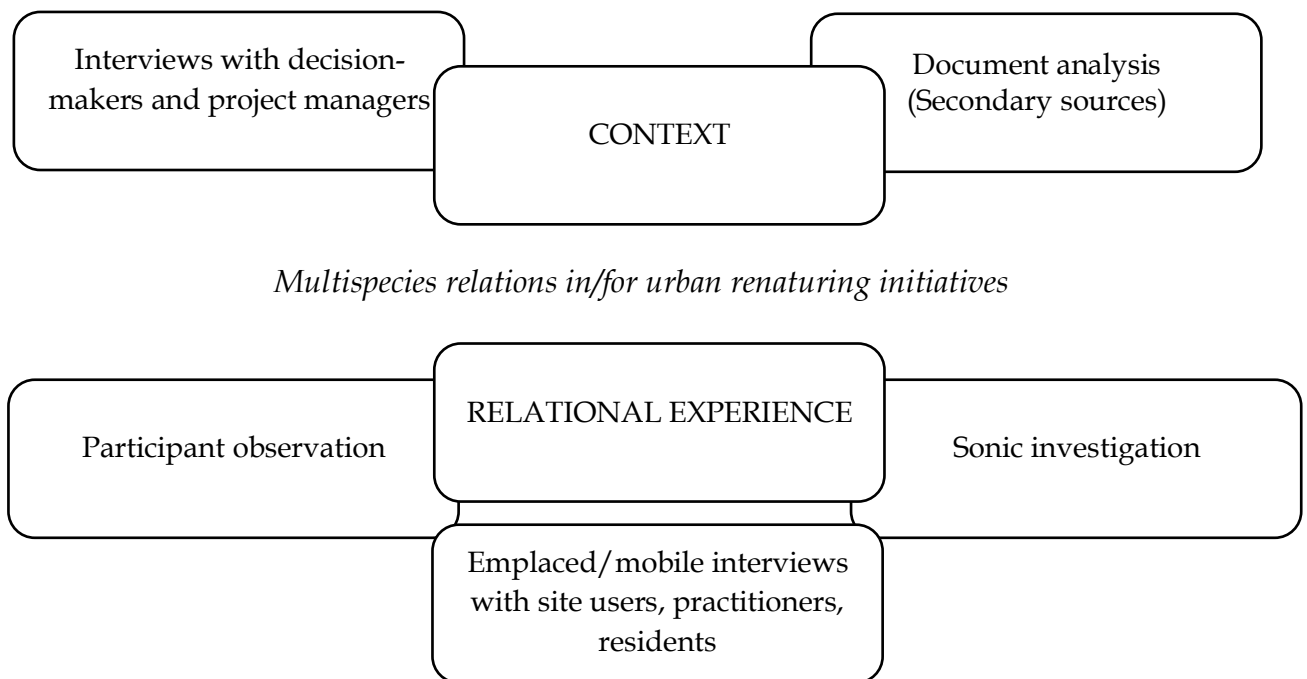 Interviews with decision-
makers and project managers
CONTEXT
Document analysis
(Secondary sources)
Multispecies relations in/for urban renaturing initiatives
RELATIONAL EXPERIENCE
Participant observation
Sonic investigation
Emplaced/mobile interviews
with site users, practitioners,
residents